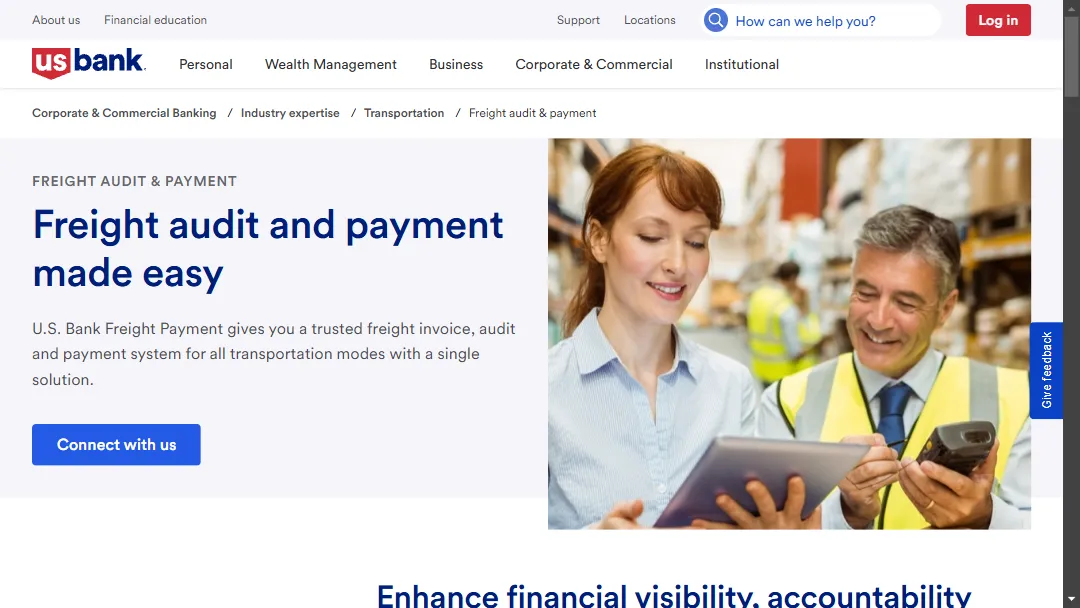 About us Financial education Support Locations How can we help you? Log in
usbank. Personal Wealth Management Business Corporate & Commercial Institutional
Corporate & Commercial Banking / Industry expertise / Transportation / Freight audit & payment
FREIGHT AUDIT & PAYMENT
Freight audit and payment
made easy
U.S. Bank Freight Payment gives you a trusted freight invoice, audit
and payment system for all transportation modes with a single
solution.
Connect with us
Give feedback
Enhance financial visibility, accountability